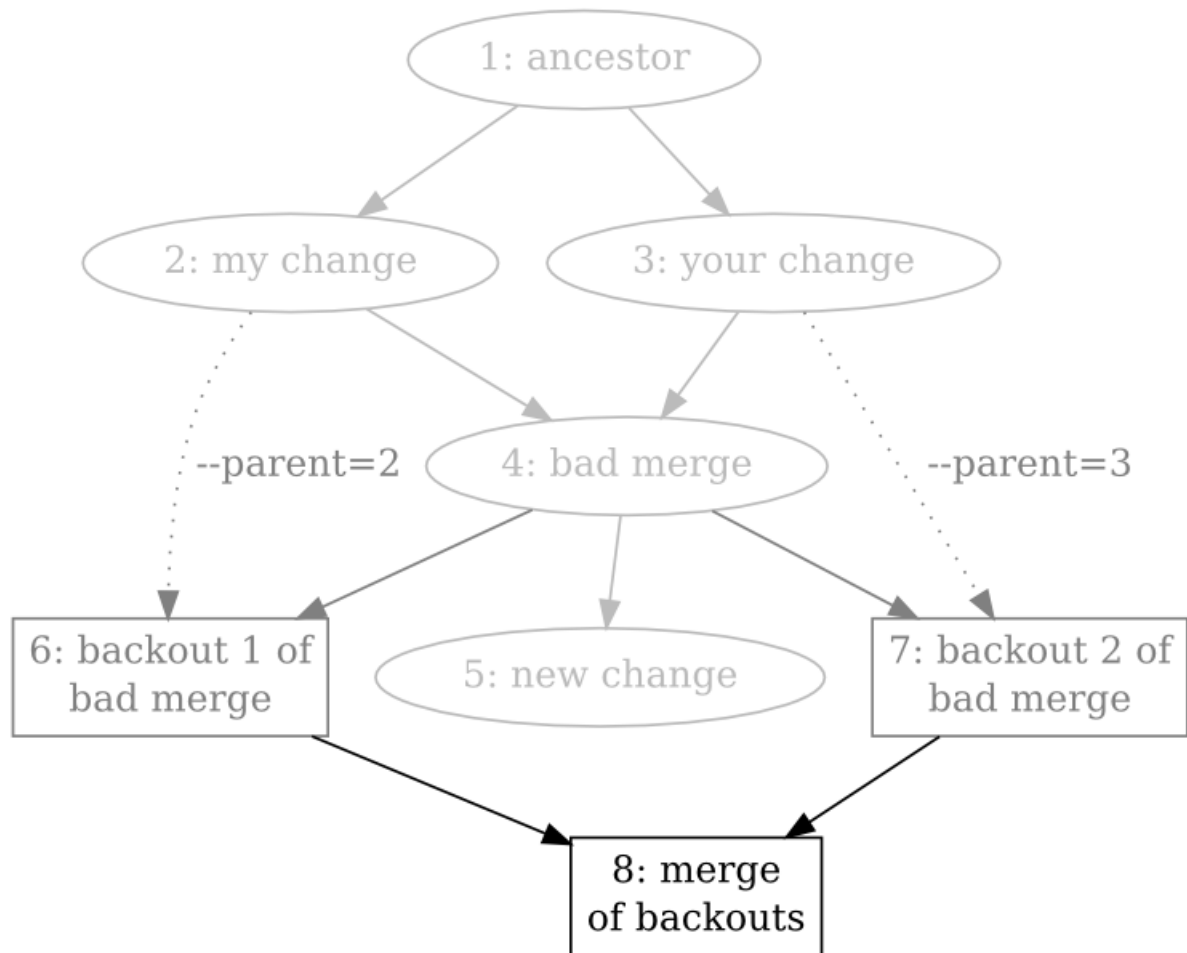 1: ancestor
2: my change
3: your change
--parent=2
4: bad merge
--parent=3
6: backout 1 of
bad merge
5: new change
7: backout 2 of
bad merge
8: merge
of backouts